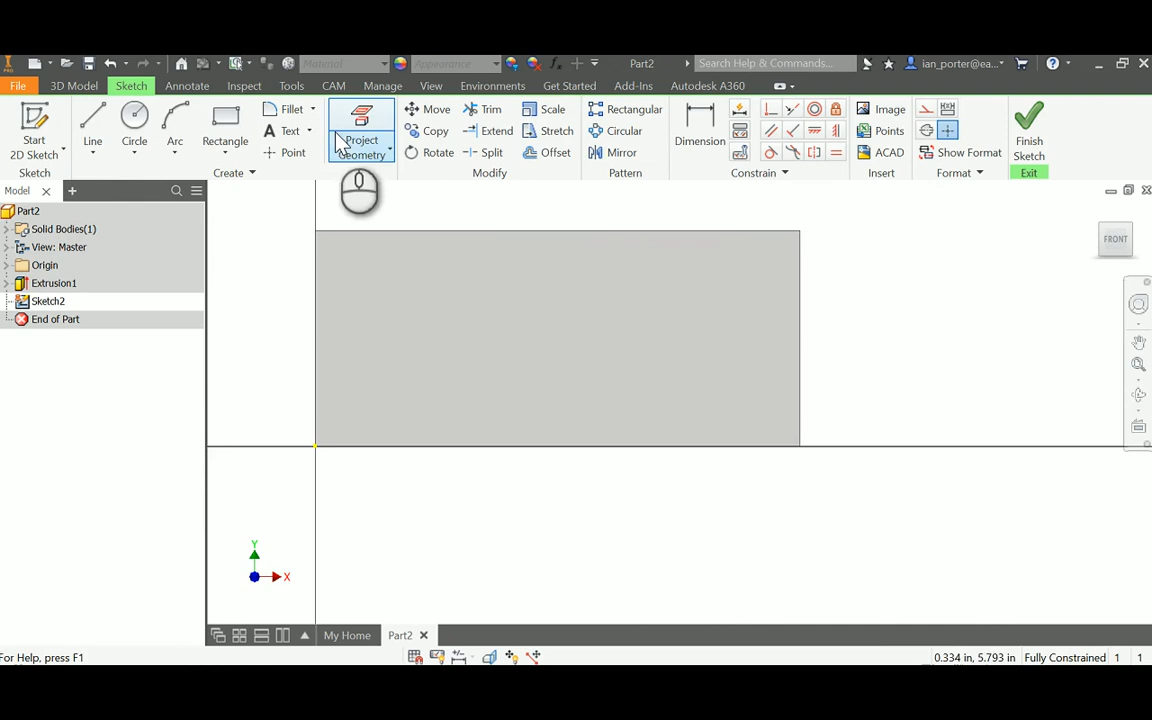 PRO
Material
Appearance
Part2
Search Help & Commands...
ian_porter@ea...
File
3D Model
Sketch
Annotate
Inspect
Tools
CAM
Manage
View
Environments
Get Started
Add-Ins
Autodesk A360
Start
2D Sketch
Line
Circle
Arc
Rectangle
Fillet
Text
Point
Project
Geometry
Move
Copy
Rotate
Trim
Extend
Split
Scale
Stretch
Offset
Rectangular
Circular
Mirror
Dimension
Image
Points
ACAD
Show Format
Finish
Sketch
Sketch
Create
Modify
Pattern
Constrain
Insert
Format
Exit
Model
Part2
Solid Bodies(1)
View: Master
Origin
Extrusion1
Sketch2
End of Part
FRONT
Y
X
My Home
Part2
For Help, press F1
0.334 in, 5.793 in
Fully Constrained
1
1